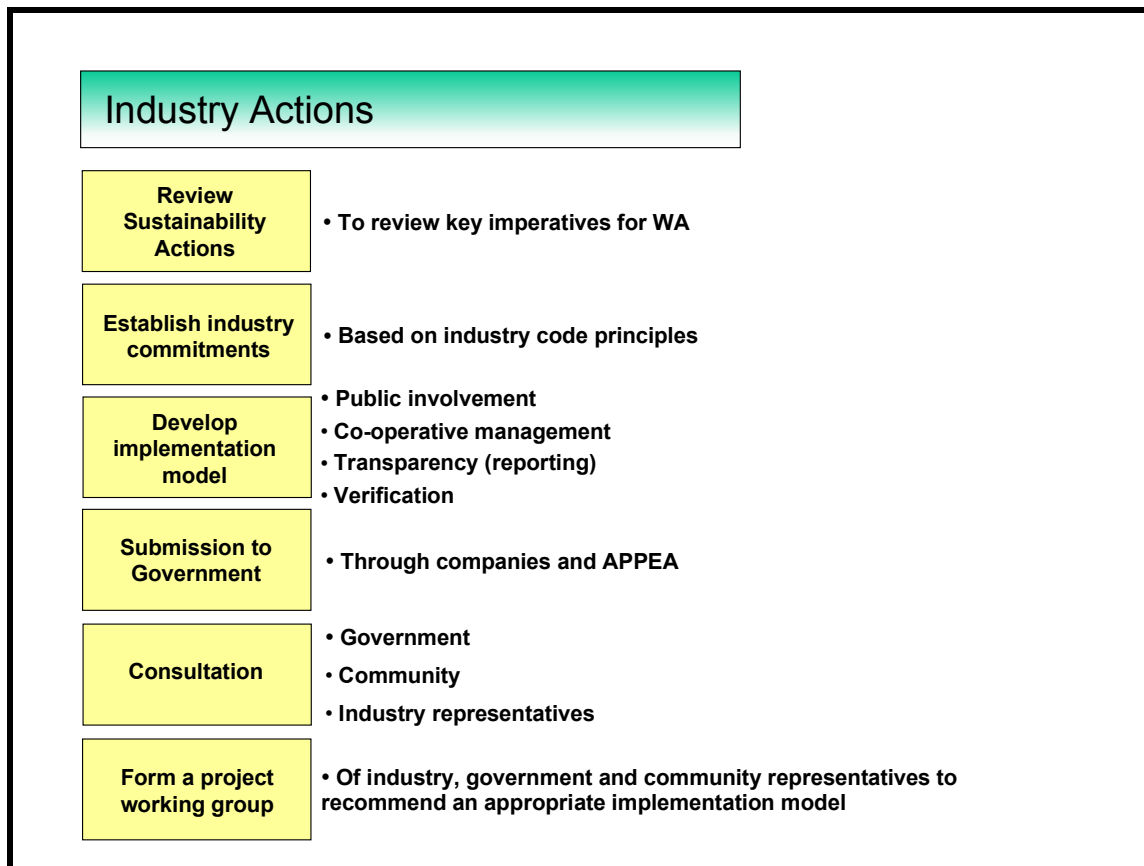 Industry Actions
Review
Sustainability
Actions
• To review key imperatives for WA
Establish industry
commitments
• Based on industry code principles
Develop
implementation
model
• Public involvement
• Co-operative management
• Transparency (reporting)
• Verification
Submission to
Government
• Through companies and APPEA
Consultation
• Government
• Community
• Industry representatives
Form a project
working group
• Of industry, government and community representatives to
recommend an appropriate implementation model